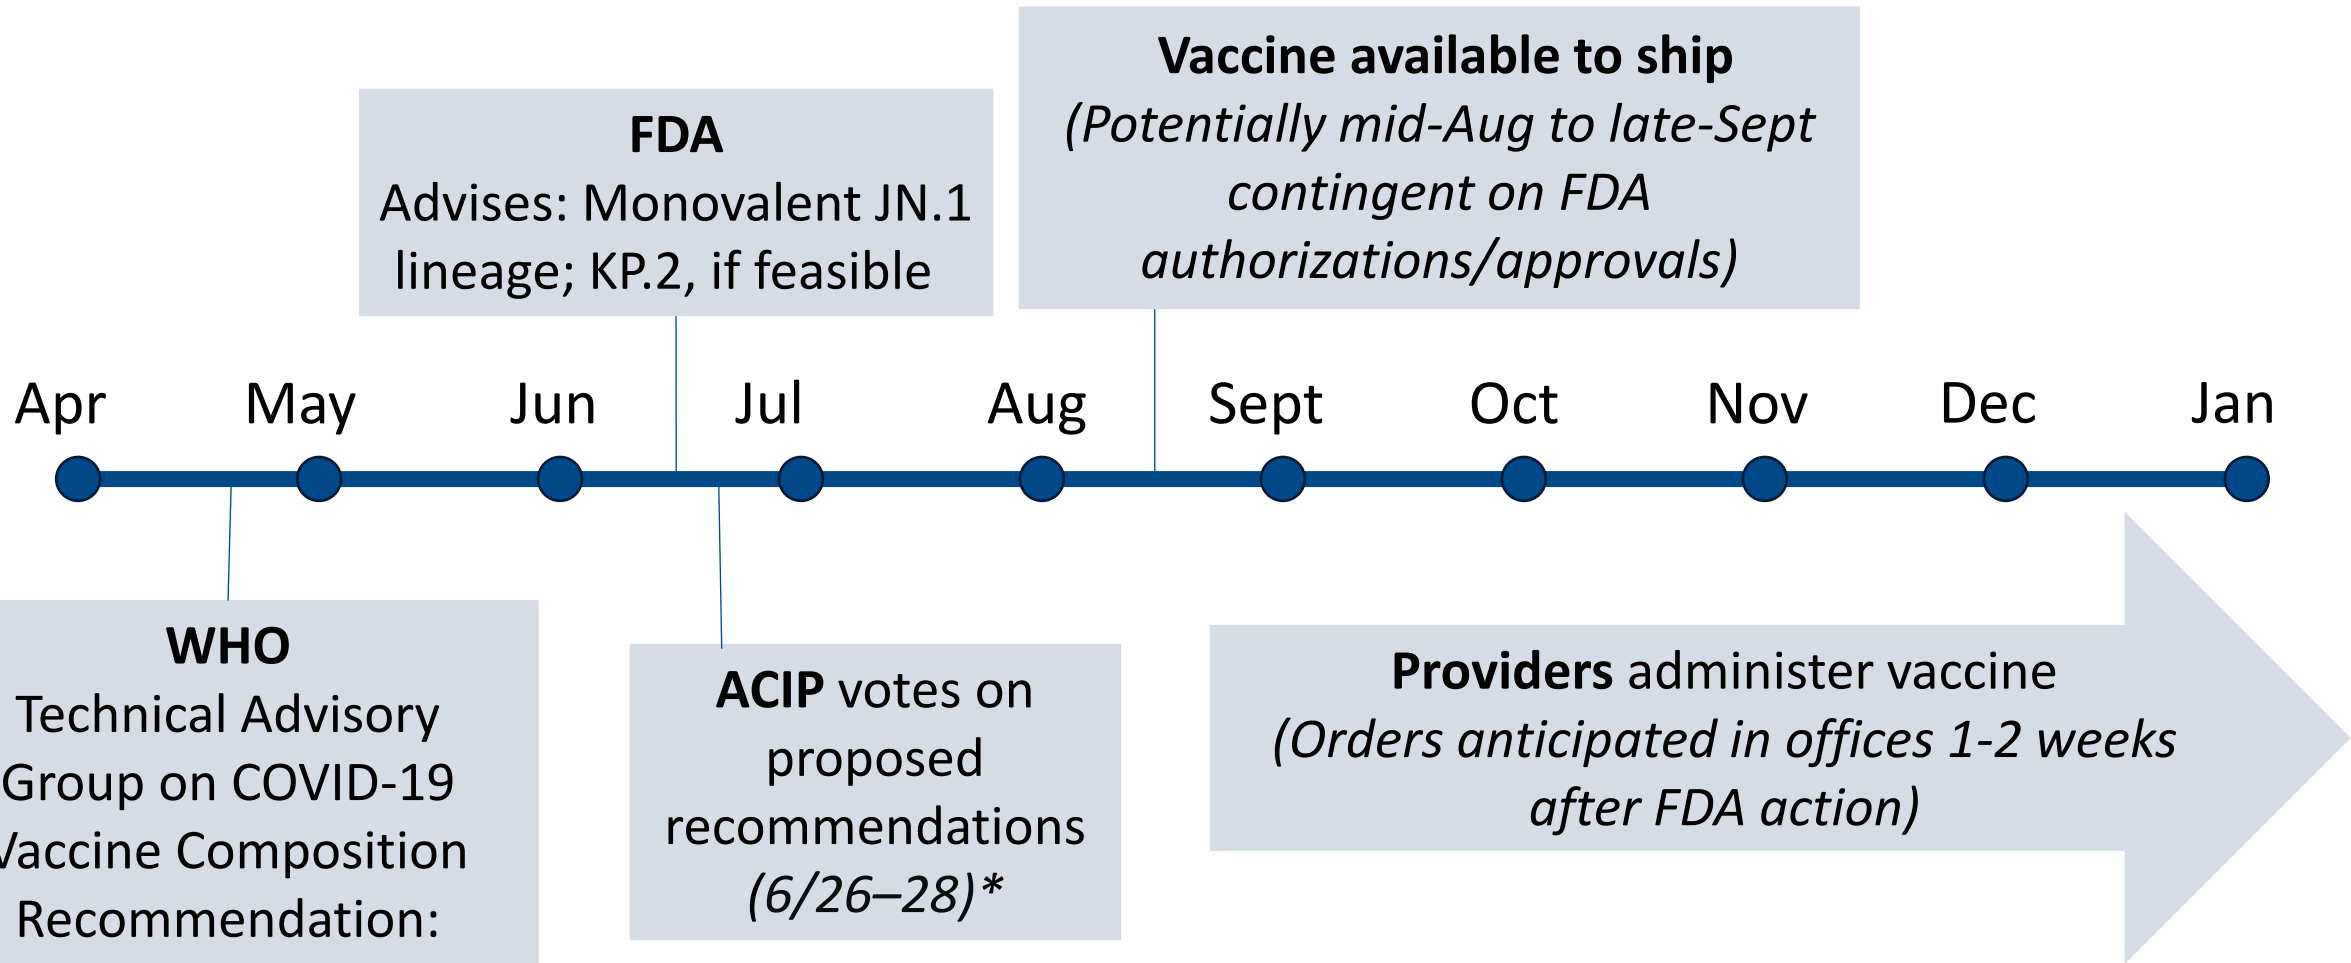 Vaccine available to ship
(Potentially mid-Aug to late-Sept
contingent on FDA
authorizations/approvals)
FDA
Advises: Monovalent JN.1
lineage; KP.2, if feasible
Apr May Jun Jul Aug Sept Oct Nov Dec Jan
WHO
Technical Advisory
Group on COVID-19
Vaccine Composition
Recommendation:
ACIP votes on
proposed
recommendations
(6/26–28)*
Providers administer vaccine
(Orders anticipated in offices 1-2 weeks
after FDA action)